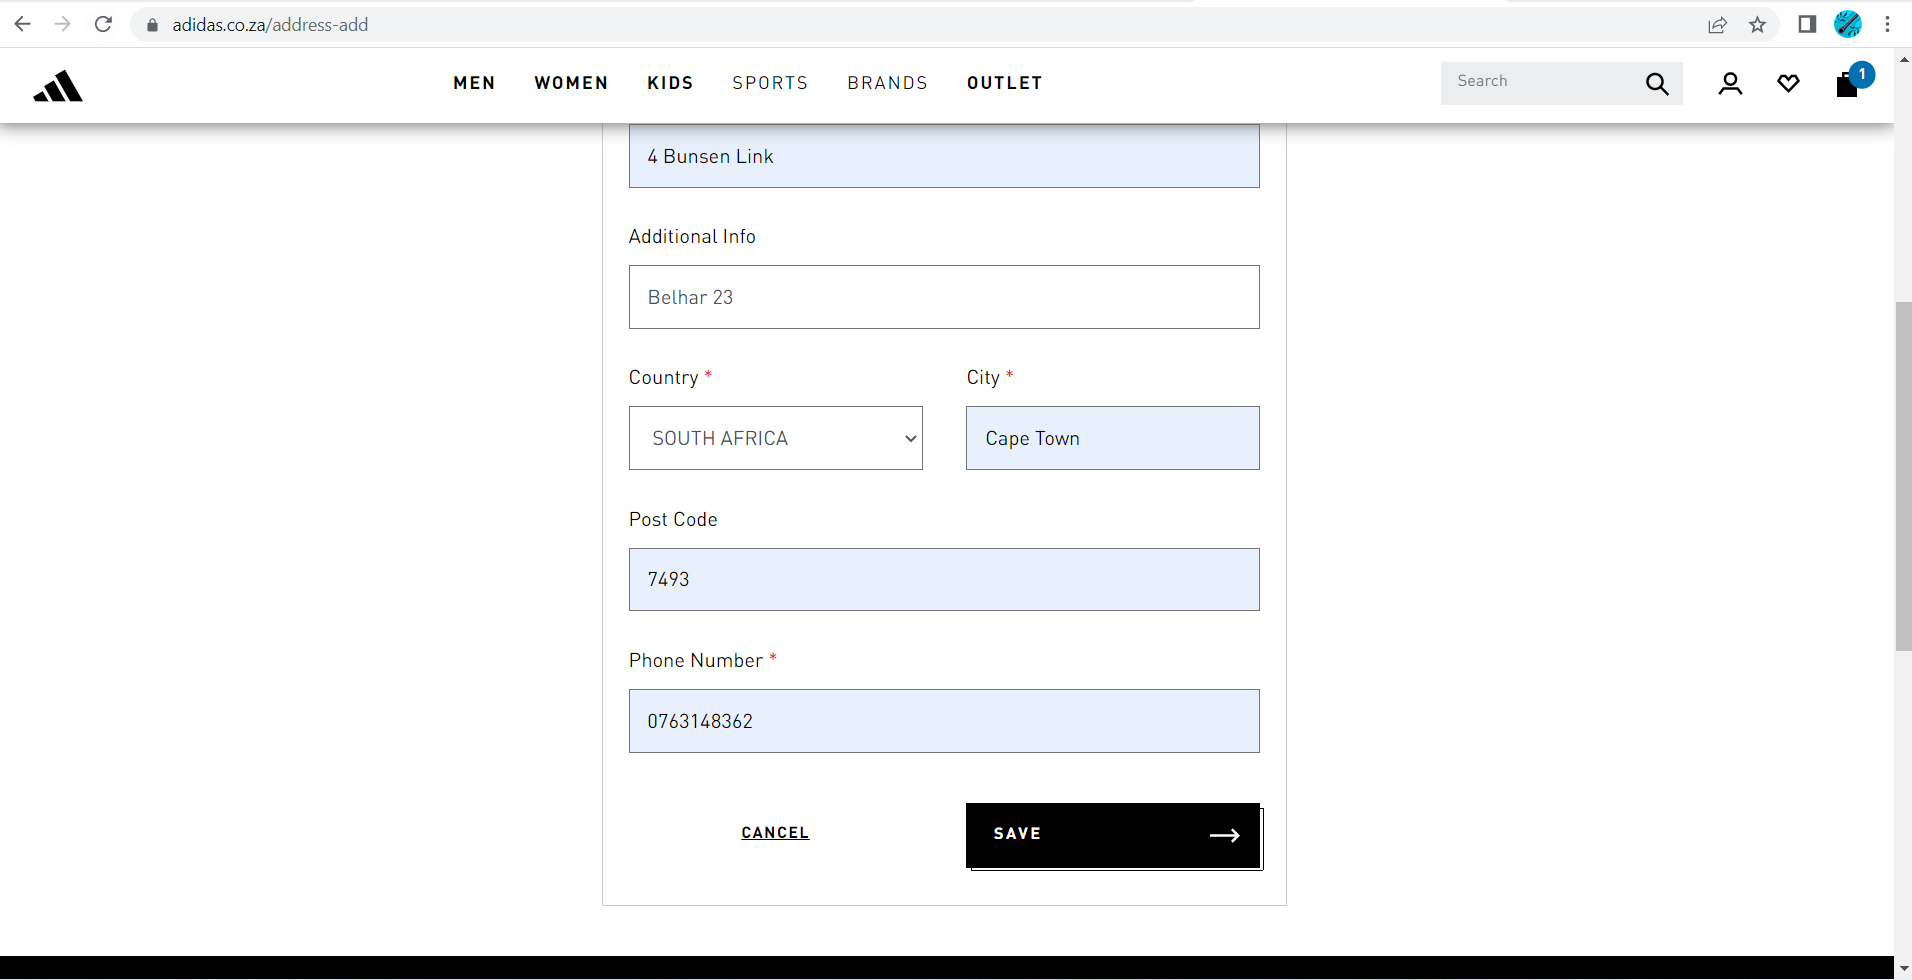 adidas.co.za/address-add
MEN WOMEN KIDS SPORTS BRANDS OUTLET Search 1
4 Bunsen Link
Additional Info
Belhar 23
Country * City *
SOUTH AFRICA Cape Town
Post Code
7493
Phone Number *
0763148362
CANCEL SAVE